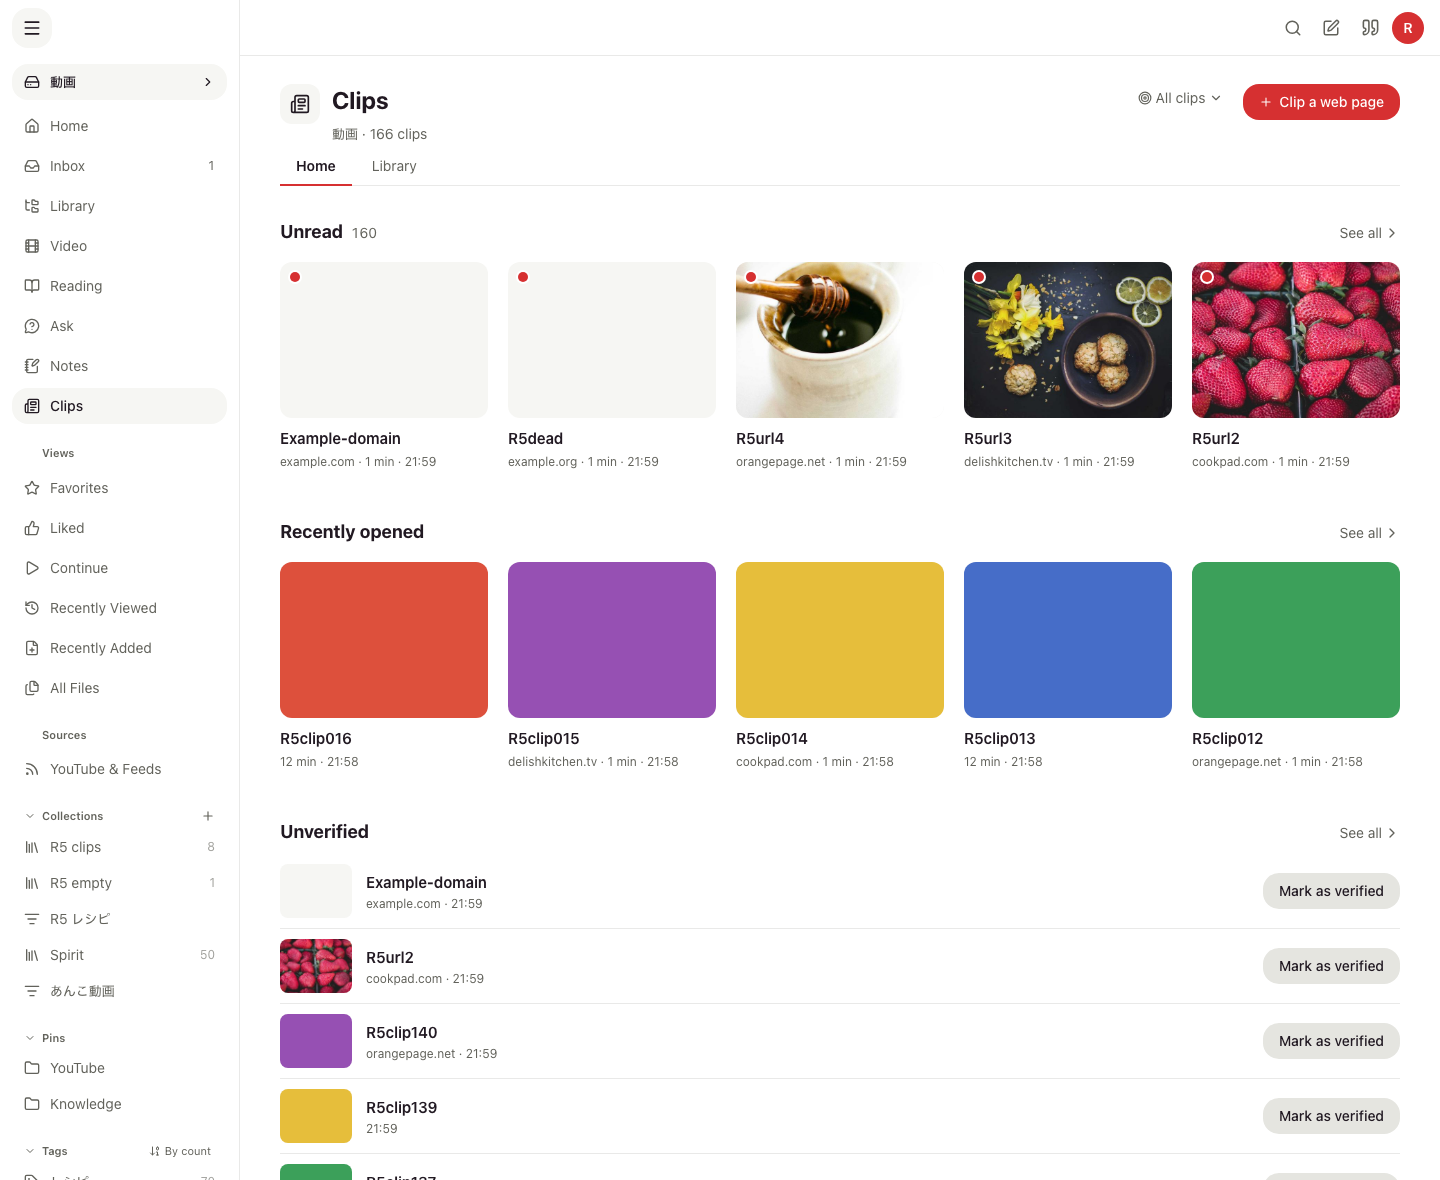 動画
Home
Inbox 1
Library
Video
Reading
Ask
Notes
Clips
Views
Favorites
Liked
Continue
Recently Viewed
Recently Added
All Files
Sources
YouTube & Feeds
Collections
R5 clips 8
R5 empty 1
R5 レシピ
Spirit 50
あんこ動画
Pins
YouTube
Knowledge
Tags By count
R
Clips
動画 · 166 clips
All clips
Clip a web page
Home Library
Unread 160 See all
Example-domain
example.com · 1 min · 21:59
R5dead
example.org · 1 min · 21:59
R5url4
orangepage.net · 1 min · 21:59
R5url3
delishkitchen.tv · 1 min · 21:59
R5url2
cookpad.com · 1 min · 21:59
Recently opened See all
R5clip016
12 min · 21:58
R5clip015
delishkitchen.tv · 1 min · 21:58
R5clip014
cookpad.com · 1 min · 21:58
R5clip013
12 min · 21:58
R5clip012
orangepage.net · 1 min · 21:58
Unverified See all
Example-domain
example.com · 21:59
Mark as verified
R5url2
cookpad.com · 21:59
Mark as verified
R5clip140
orangepage.net · 21:59
Mark as verified
R5clip139
21:59
Mark as verified